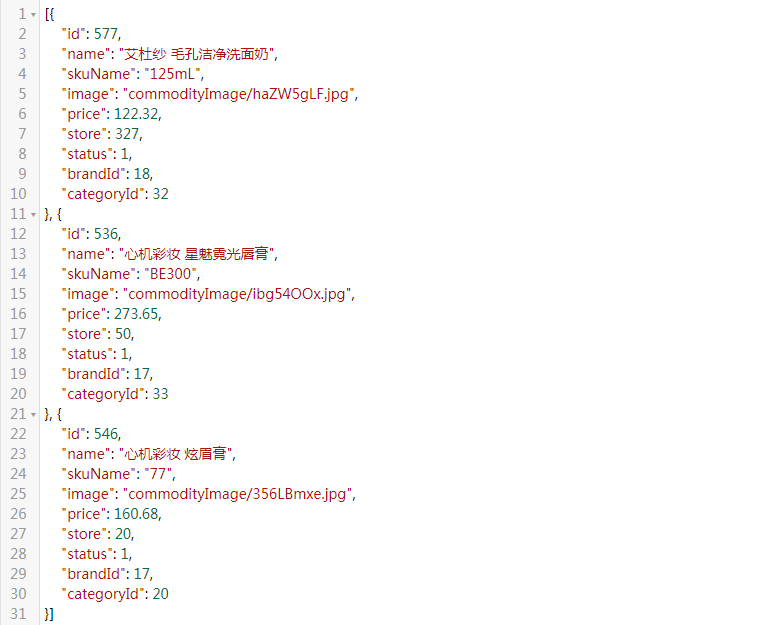 1 [{
2 "id": 577,
3 "name": "艾杜纱 毛孔洁净洗面奶",
4 "skuName": "125mL",
5 "image": "commodityImage/haZW5gLF.jpg",
6 "price": 122.32,
7 "store": 327,
8 "status": 1,
9 "brandId": 18,
10 "categoryId": 32
11 }, {
12 "id": 536,
13 "name": "心机彩妆 星魅霓光唇膏",
14 "skuName": "BE300",
15 "image": "commodityImage/ibg54OOx.jpg",
16 "price": 273.65,
17 "store": 50,
18 "status": 1,
19 "brandId": 17,
20 "categoryId": 33
21 }, {
22 "id": 546,
23 "name": "心机彩妆 炫眉膏",
24 "skuName": "77",
25 "image": "commodityImage/356LBmxe.jpg",
26 "price": 160.68,
27 "store": 20,
28 "status": 1,
29 "brandId": 17,
30 "categoryId": 20
31 }]